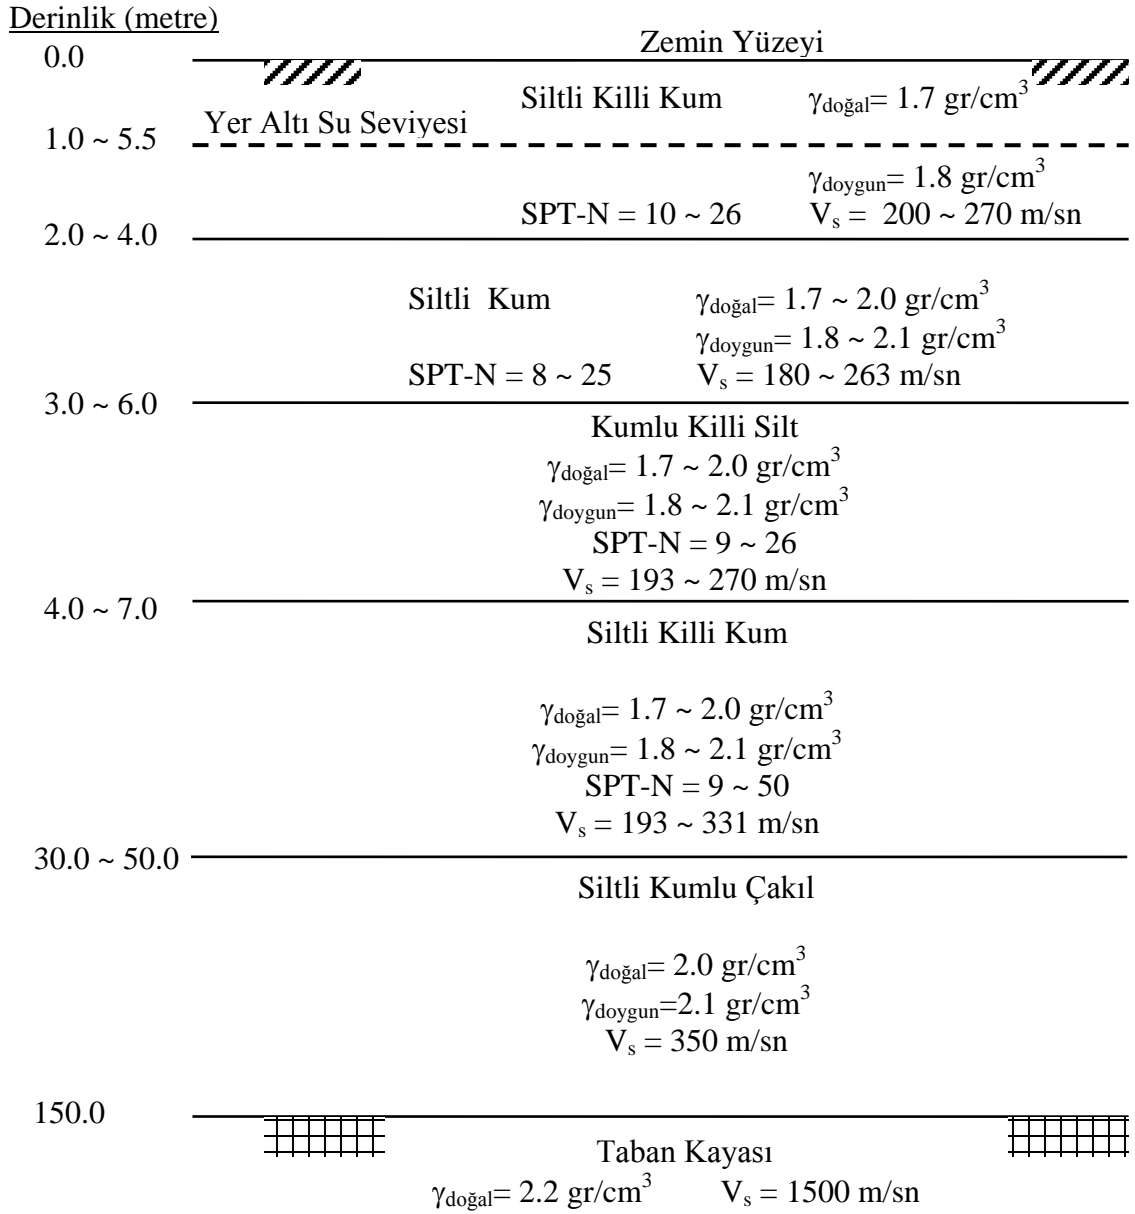 Derinlik (metre)
0.0
Zemin Yüzeyi
Siltli Killi Kum γdoğal= 1.7 gr/cm³
Yer Altı Su Seviyesi
1.0 ~ 5.5
γdoygun= 1.8 gr/cm³
SPT-N = 10 ~ 26 Vs = 200 ~ 270 m/sn
2.0 ~ 4.0
Siltli Kum γdoğal= 1.7 ~ 2.0 gr/cm³
γdoygun= 1.8 ~ 2.1 gr/cm³
SPT-N = 8 ~ 25 Vs = 180 ~ 263 m/sn
3.0 ~ 6.0
Kumlu Killi Silt
γdoğal= 1.7 ~ 2.0 gr/cm³
γdoygun= 1.8 ~ 2.1 gr/cm³
SPT-N = 9 ~ 26
Vs = 193 ~ 270 m/sn
4.0 ~ 7.0
Siltli Killi Kum
γdoğal= 1.7 ~ 2.0 gr/cm³
γdoygun= 1.8 ~ 2.1 gr/cm³
SPT-N = 9 ~ 50
Vs = 193 ~ 331 m/sn
30.0 ~ 50.0
Siltli Kumlu Çakıl
γdoğal= 2.0 gr/cm³
γdoygun=2.1 gr/cm³
Vs = 350 m/sn
150.0
Taban Kayası
γdoğal= 2.2 gr/cm³ Vs = 1500 m/sn